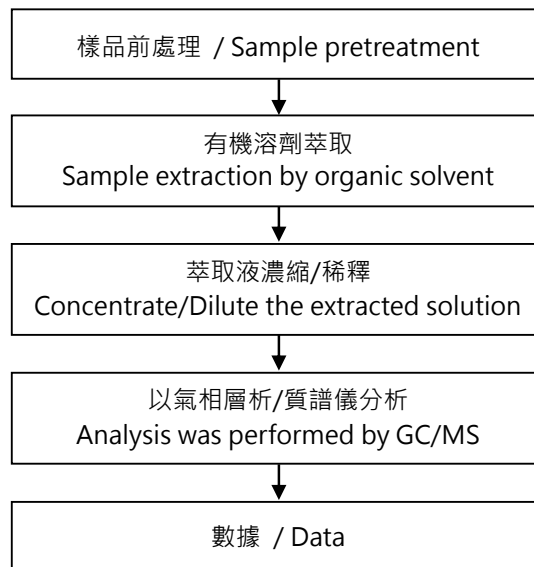 樣品前處理 / Sample pretreatment
有機溶劑萃取
Sample extraction by organic solvent
萃取液濃縮/稀釋
Concentrate/Dilute the extracted solution
以氣相層析/質譜儀分析
Analysis was performed by GC/MS
數據 / Data